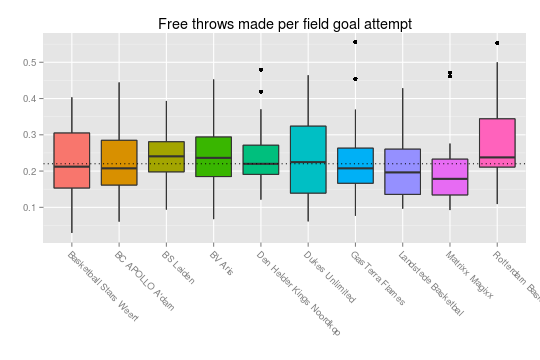 Free throws made per field goal attempt
0.5
0.4
0.3
0.2
0.1
Basketball Stars Weert
BC APOLLO A'dam
BS Leiden
BV Aris
Den Helder Kings Noordkop
Dukes Unlimited
GasTerra Flames
Landstede Basketbal
Matrixx Magixx
Rotterdam Bas